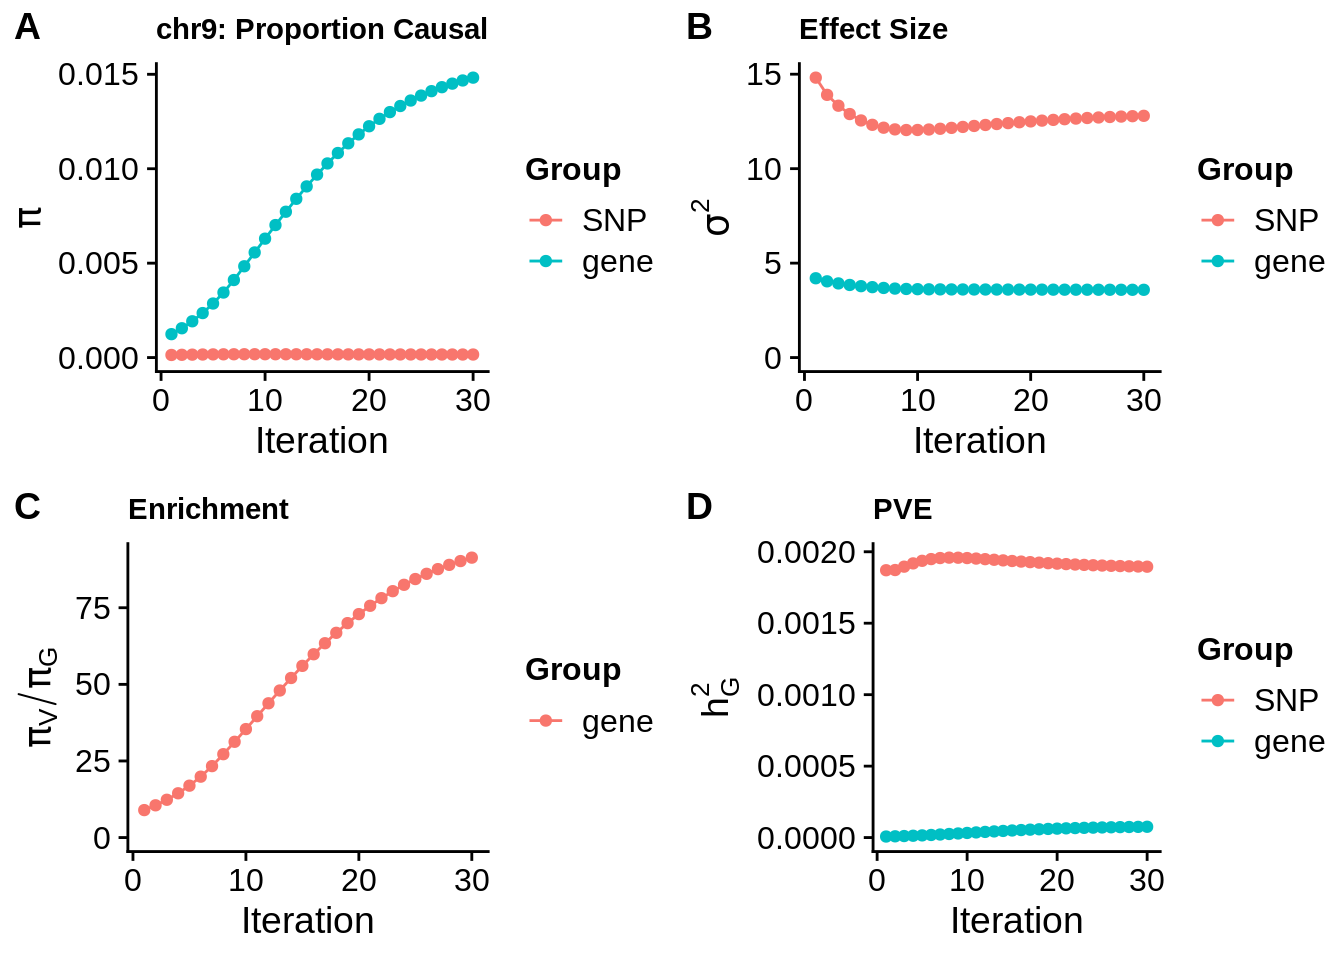 A
chr9: Proportion Causal
0.015
0.010
0.005
0.000
π
0 10 20 30
Iteration
Group
SNP
gene
B
Effect Size
15
10
5
0
σ²
0 10 20 30
Iteration
Group
SNP
gene
C
Enrichment
75
50
25
0
π_V/π_G
0 10 20 30
Iteration
Group
gene
D
PVE
0.0020
0.0015
0.0010
0.0005
0.0000
h²_G
0 10 20 30
Iteration
Group
SNP
gene